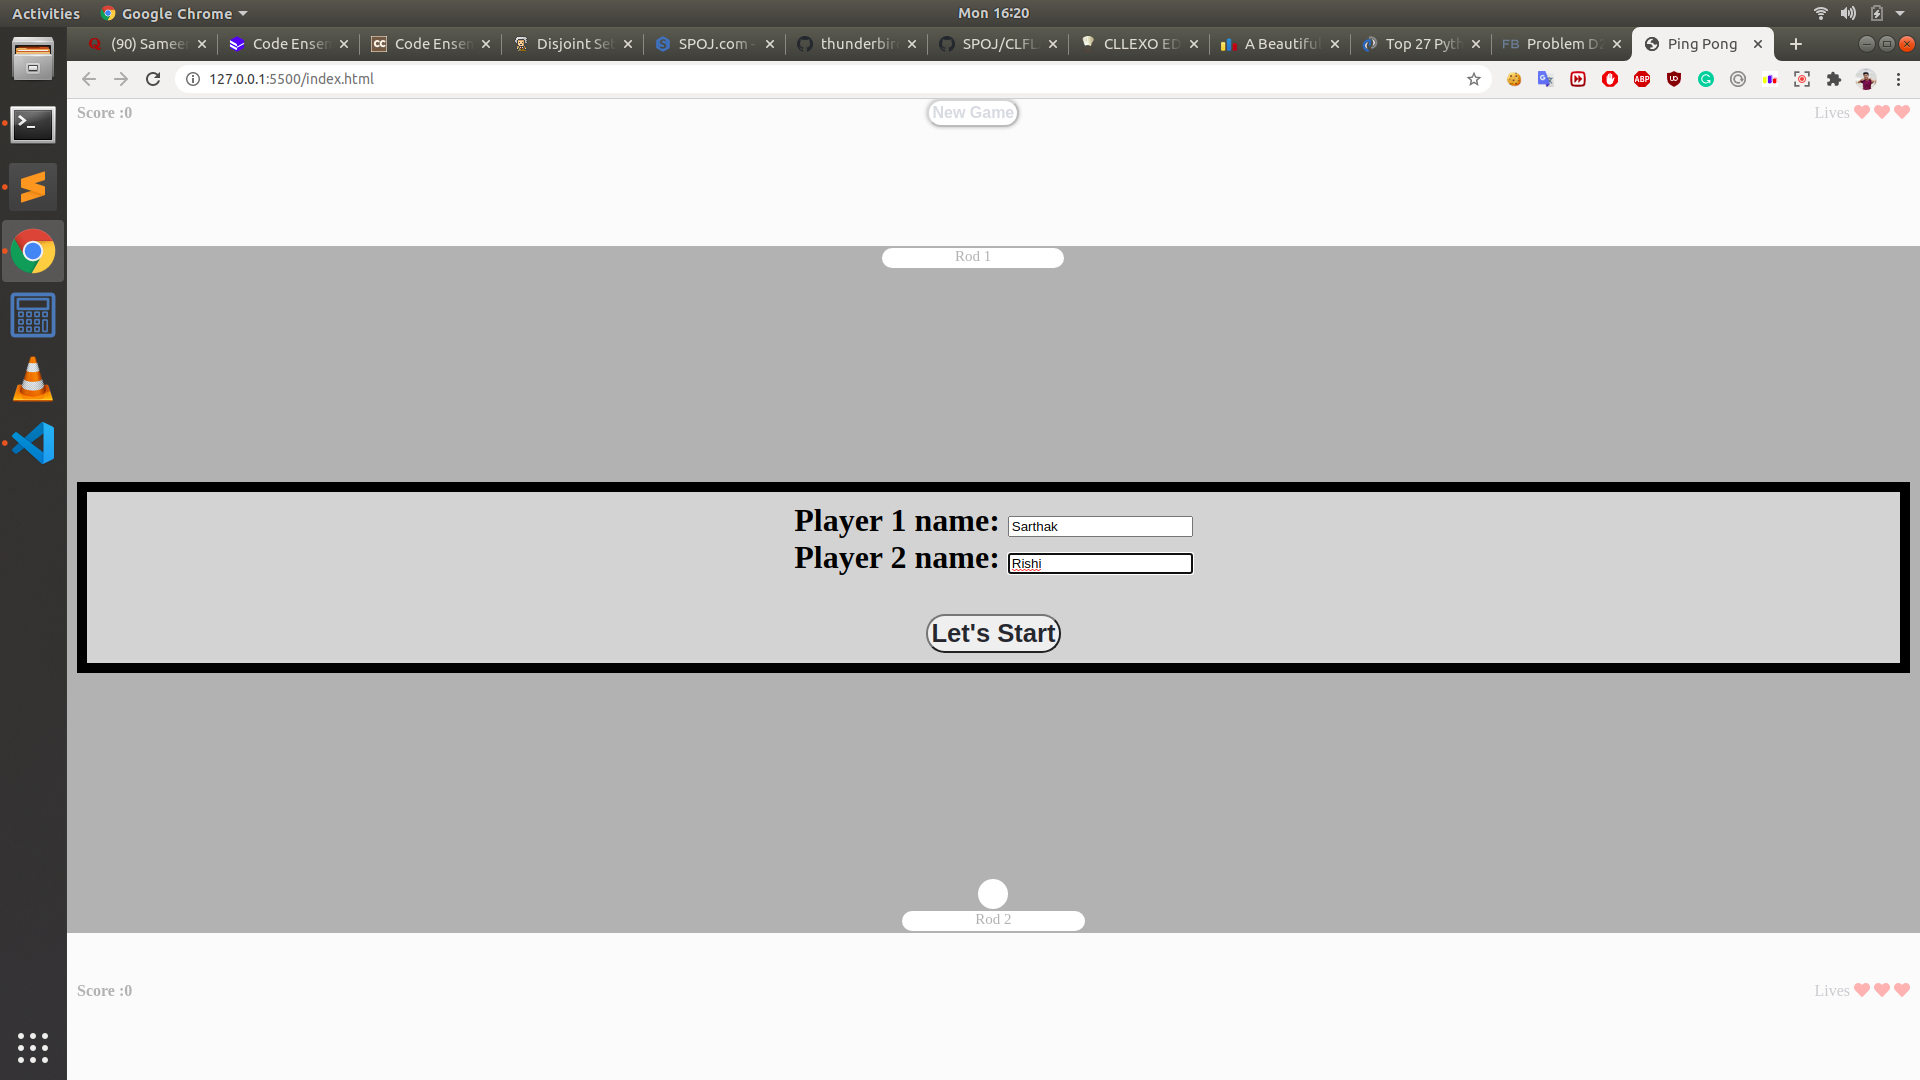 Activities Google Chrome Mon 16:20
(90) Sameer Code Ensen Code Ensen Disjoint Set SPOJ.com - thunderbird SPOJ/CLFL CLLEXO ED A Beautiful Top 27 Pyth Problem D2 Ping Pong
127.0.0.1:5500/index.html
Score :0 New Game Lives
Rod 1
Player 1 name: Sarthak
Player 2 name: Rishi
Let's Start
Rod 2
Score :0 Lives